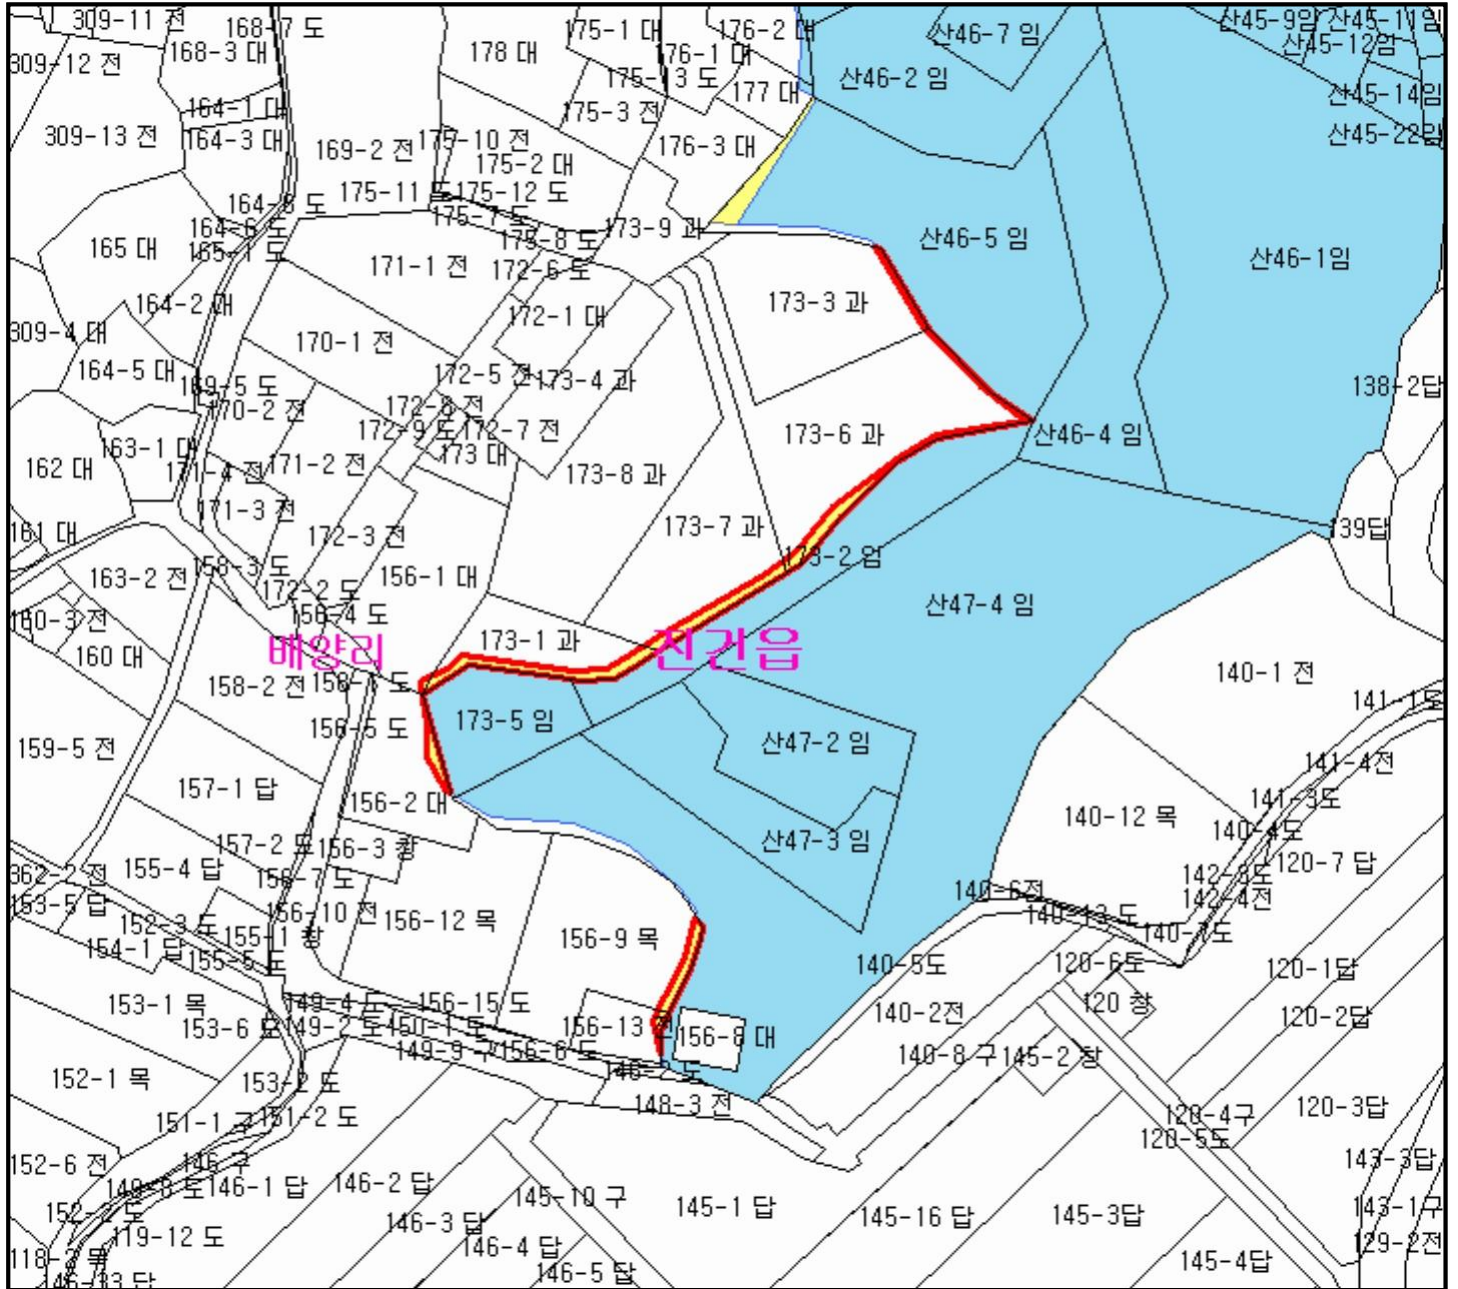 309-11 전
168-7 도
175-1 대
176-2 대
산46-7 임
산45-9임
산45-11임
309-12 전
168-3 대
178 대
176-1 대
산45-12임
175-13 도
산46-2 임
177 대
산45-14임
164-1 대
175-3 전
309-13 전
164-3 대
169-2 전
175-10 전
176-3 대
산45-22임
175-2 대
175-11 도
175-12 도
164-8 도
175-7 도
164-6 도
173-9 과
165 대
165-1 도
175-8 도
산46-5 임
산46-1임
171-1 전
172-6 도
164-2 대
173-3 과
172-1 대
309-4 대
170-1 전
164-5 대
172-5 전
173-4 과
169-5 도
138-2답
170-2 전
172-8 전
172-9 도
172-7 전
173-6 과
산46-4 임
163-1 대
162 대
171-4 전
171-2 전
173 대
173-8 과
171-3 전
173-7 과
161 대
172-3 전
139답
173-2 임
163-2 전
158-3 도
156-1 대
172-2 도
160-3 전
156-4 도
산47-4 임
160 대
배양리
173-1 과
진건읍
158-2 전
140-1 전
141-1도
159-5 전
156-5 도
173-5 임
산47-2 임
141-4전
157-1 답
156-2 대
141-3도
140-12 목
140-4도
157-2 도
156-3 창
산47-3 임
155-4 답
120-7 답
362-2 전
156-7 도
142-3도
140-6전
142-4전
153-5 답
152-3 도
156-10 전
156-12 목
140-13 도
155-1 창
156-9 목
140-7도
154-1 답
155-5 도
140-5도
120-6도
120-1답
153-1 목
149-4 도
156-15 도
120 창
140-2전
120-2답
153-6 도
149-2 도
150-1 도
156-13 전
156-8 대
149-9 구
156-6 도
140-8 구
145-2 창
152-1 목
153-2 도
148-3 전
151-1 구
151-2 도
120-4구
120-3답
120-5도
152-6 전
146 구
143-3답
149-8 도
146-1 답
146-2 답
145-10 구
145-1 답
145-16 답
145-3답
143-1구
152-2 도
146-3 답
119-12 도
146-4 답
129-2전
145-4답
146-5 답